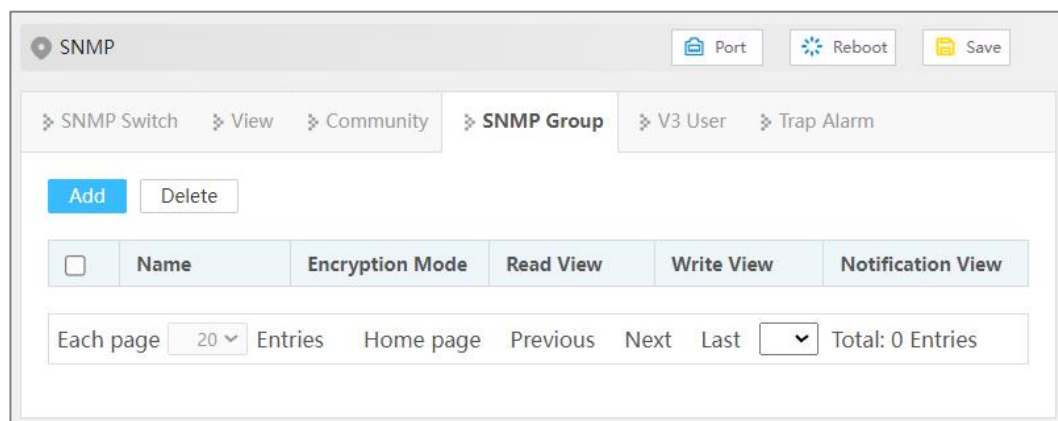 SNMP Port Reboot Save
SNMP Switch View Community SNMP Group V3 User Trap Alarm
Add Delete
Name Encryption Mode Read View Write View Notification View
Each page 20 Entries Home page Previous Next Last Total: 0 Entries